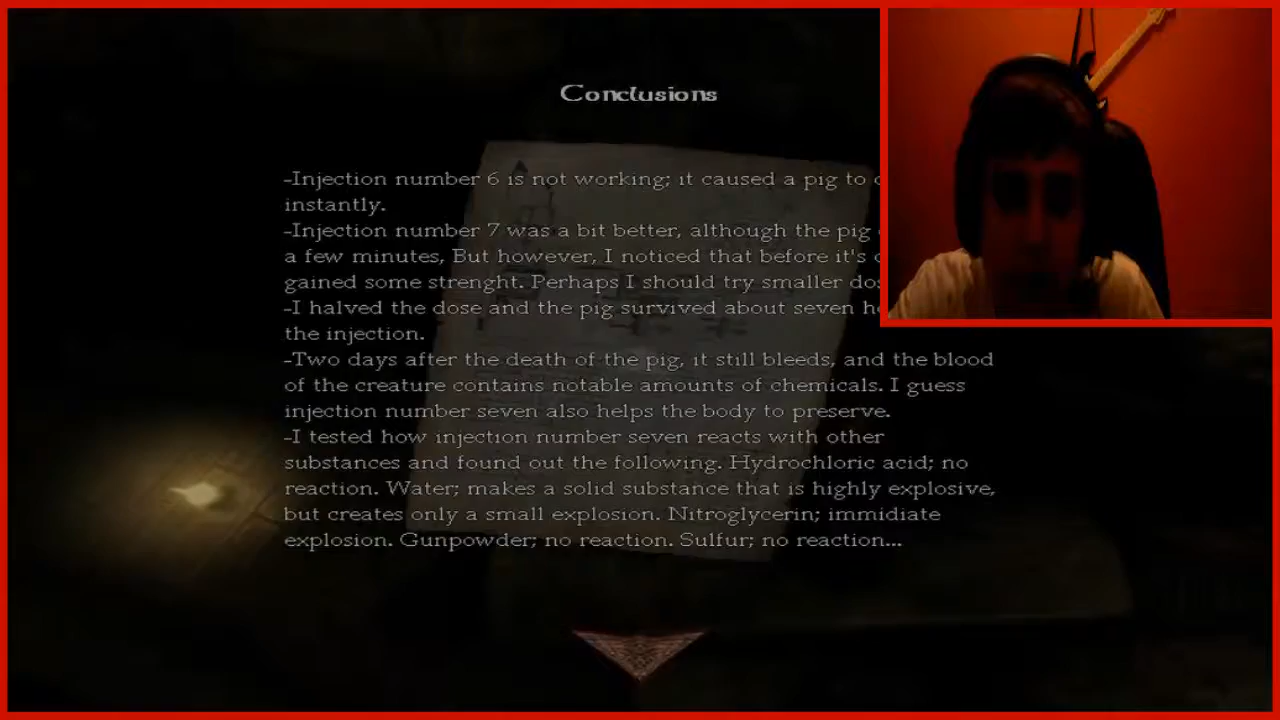 Conclusions
-Injection number 6 is not working; it caused a pig to
instantly.
-Injection number 7 was a bit better, although the pig
a few minutes, But however, I noticed that before it's
gained some strenght. Perhaps I should try smaller
-I halved the dose and the pig survived about seven
the injection.
-Two days after the death of the pig, it still bleeds, and the blood
of the creature contains notable amounts of chemicals. I guess
injection number seven also helps the body to preserve.
-I tested how injection number seven reacts with other
substances and found out the following. Hydrochloric acid; no
reaction. Water; makes a solid substance that is highly explosive,
but creates only a small explosion. Nitroglycerin; immidiate
explosion. Gunpowder; no reaction. Sulfur; no reaction...